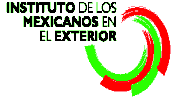 INSTITUTO DE LOS
MEXICANOS EN
EL EXTERIOR